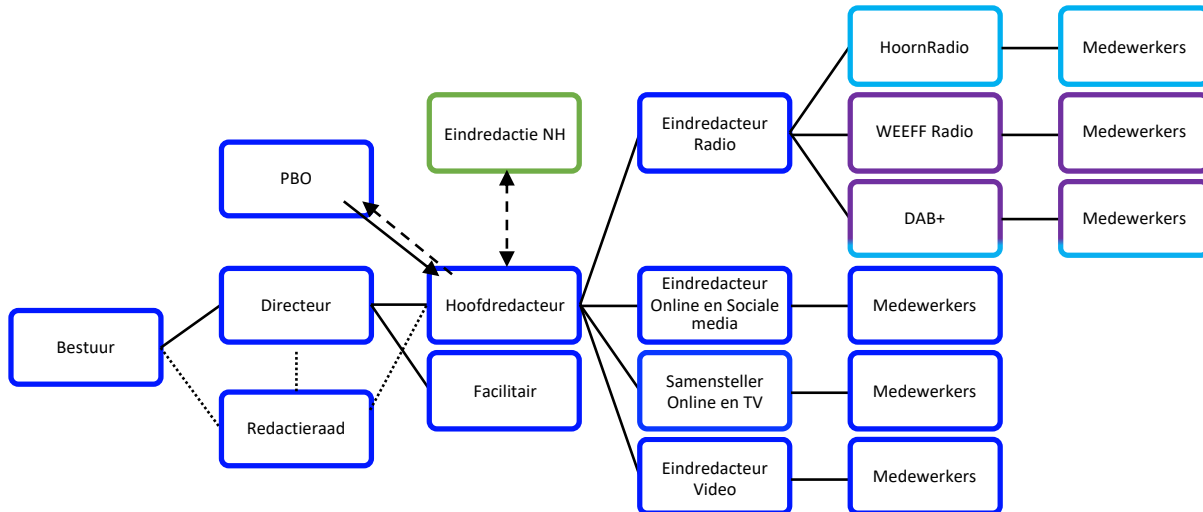 HoornRadio
Medewerkers
Eindredactie NH
Eindredacteur
Radio
WEEFF Radio
Medewerkers
PBO
DAB+
Medewerkers
Bestuur
Directeur
Hoofdredacteur
Eindredacteur
Online en Sociale
media
Medewerkers
Redactieraad
Facilitair
Samensteller
Online en TV
Medewerkers
Eindredacteur
Video
Medewerkers